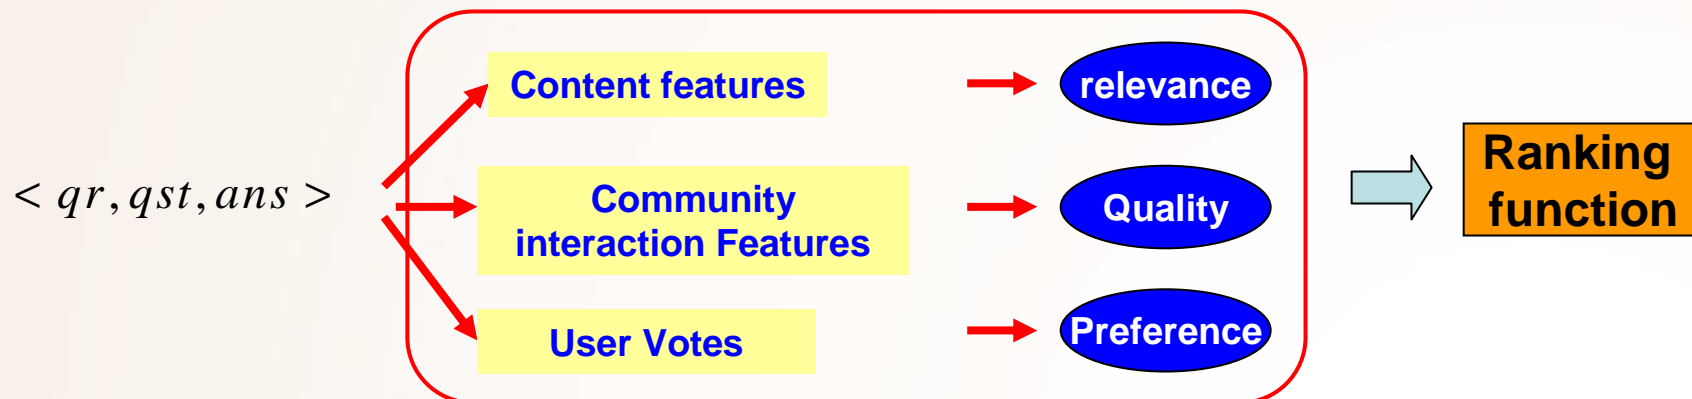 < qr, qst, ans >
Content features
relevance
Community
interaction Features
Quality
User Votes
Preference
Ranking
function